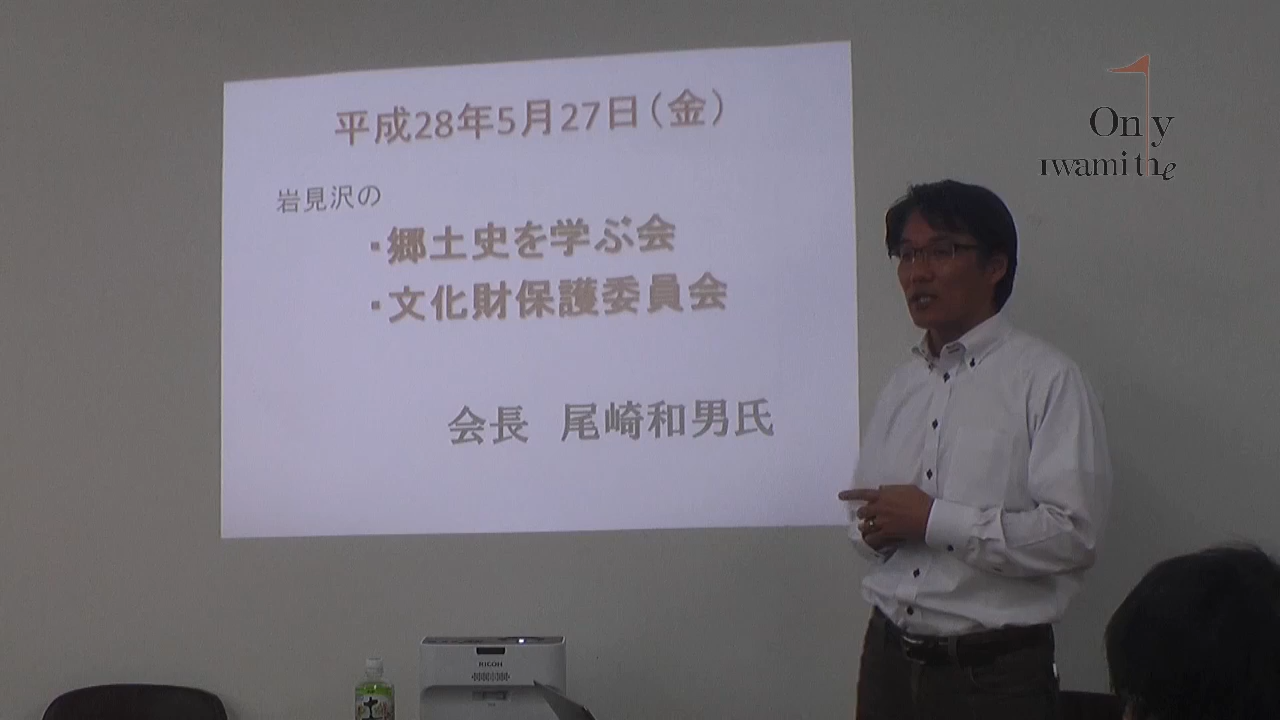 平成28年5月27日（金）
岩見沢の
・郷土史を学ぶ会
・文化財保護委員会
会長　尾崎和男氏
Only
ıwamithe
RICOH